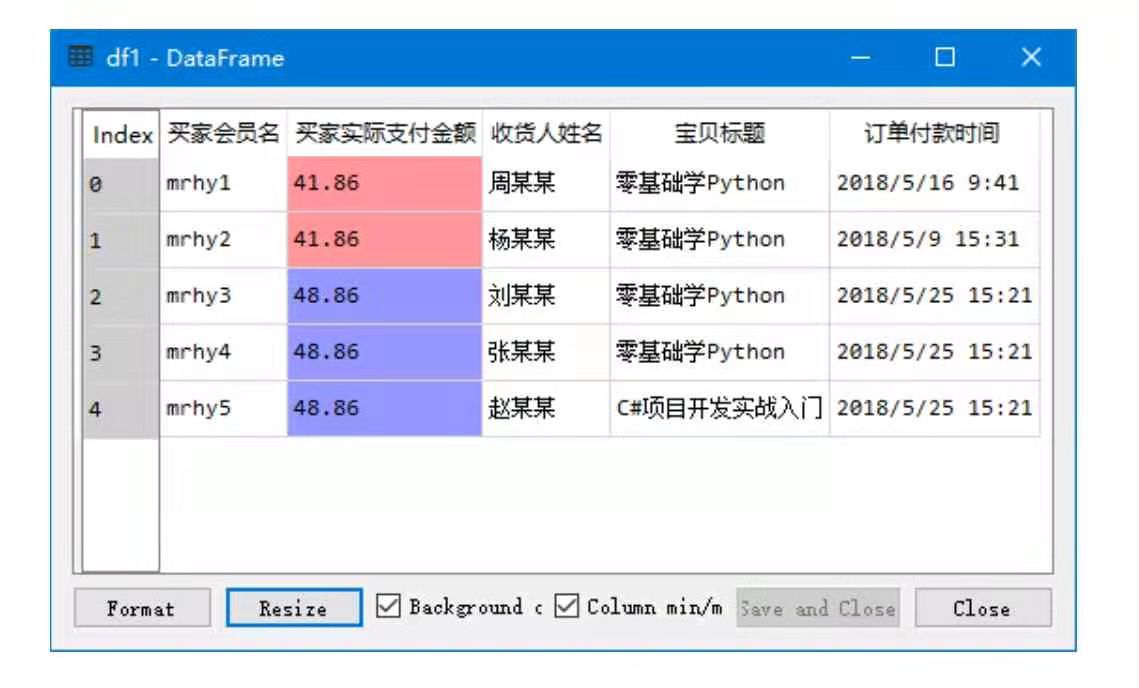 df1 - DataFrame
Index 买家会员名 买家实际支付金额 收货人姓名 宝贝标题 订单付款时间
0 mrhy1 41.86 周某某 零基础学Python 2018/5/16 9:41
1 mrhy2 41.86 杨某某 零基础学Python 2018/5/9 15:31
2 mrhy3 48.86 刘某某 零基础学Python 2018/5/25 15:21
3 mrhy4 48.86 张某某 零基础学Python 2018/5/25 15:21
4 mrhy5 48.86 赵某某 C#项目开发实战入门 2018/5/25 15:21
Format Resize Background c Column min/m Save and Close Close